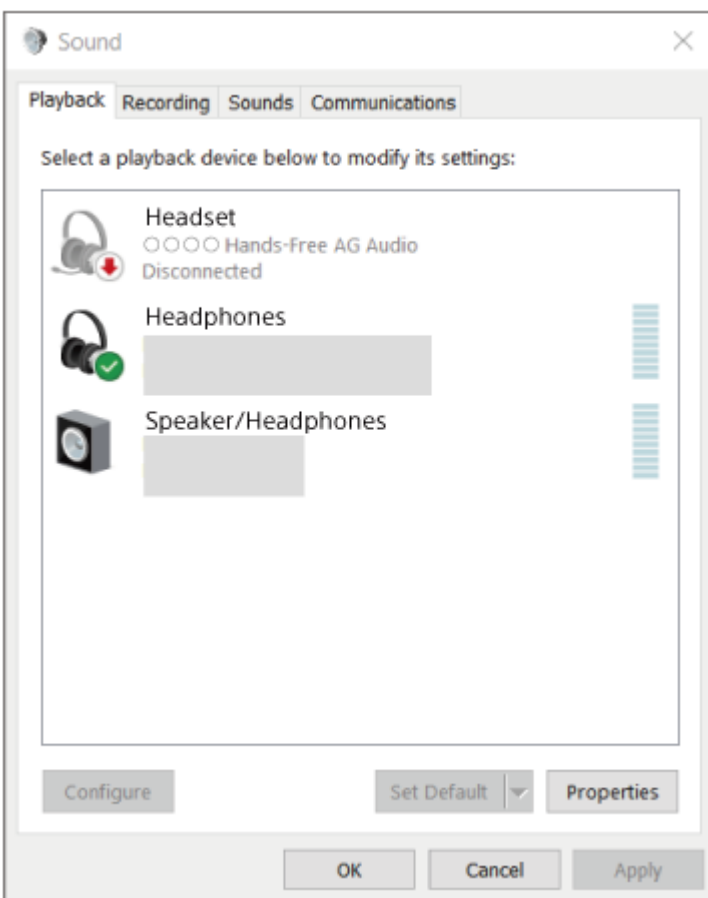 Sound
Playback Recording Sounds Communications
Select a playback device below to modify its settings:
Headset
○○○○ Hands-Free AG Audio
Disconnected
Headphones
Speaker/Headphones
Configure Set Default Properties
OK Cancel Apply